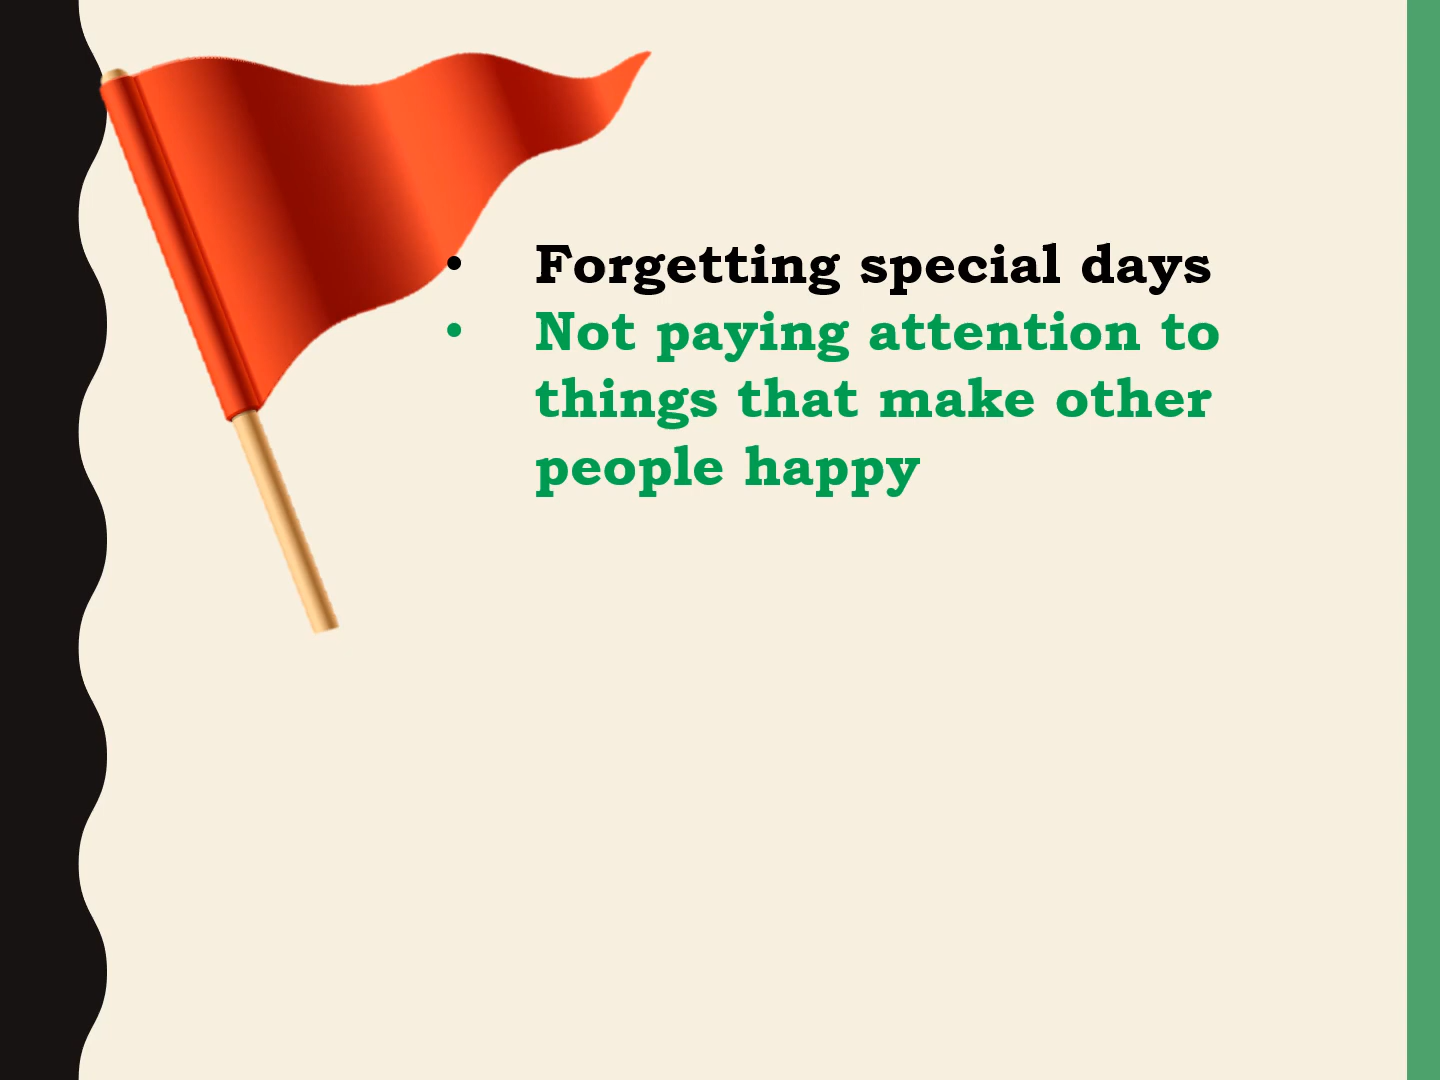 • Forgetting special days
• Not paying attention to
things that make other
people happy